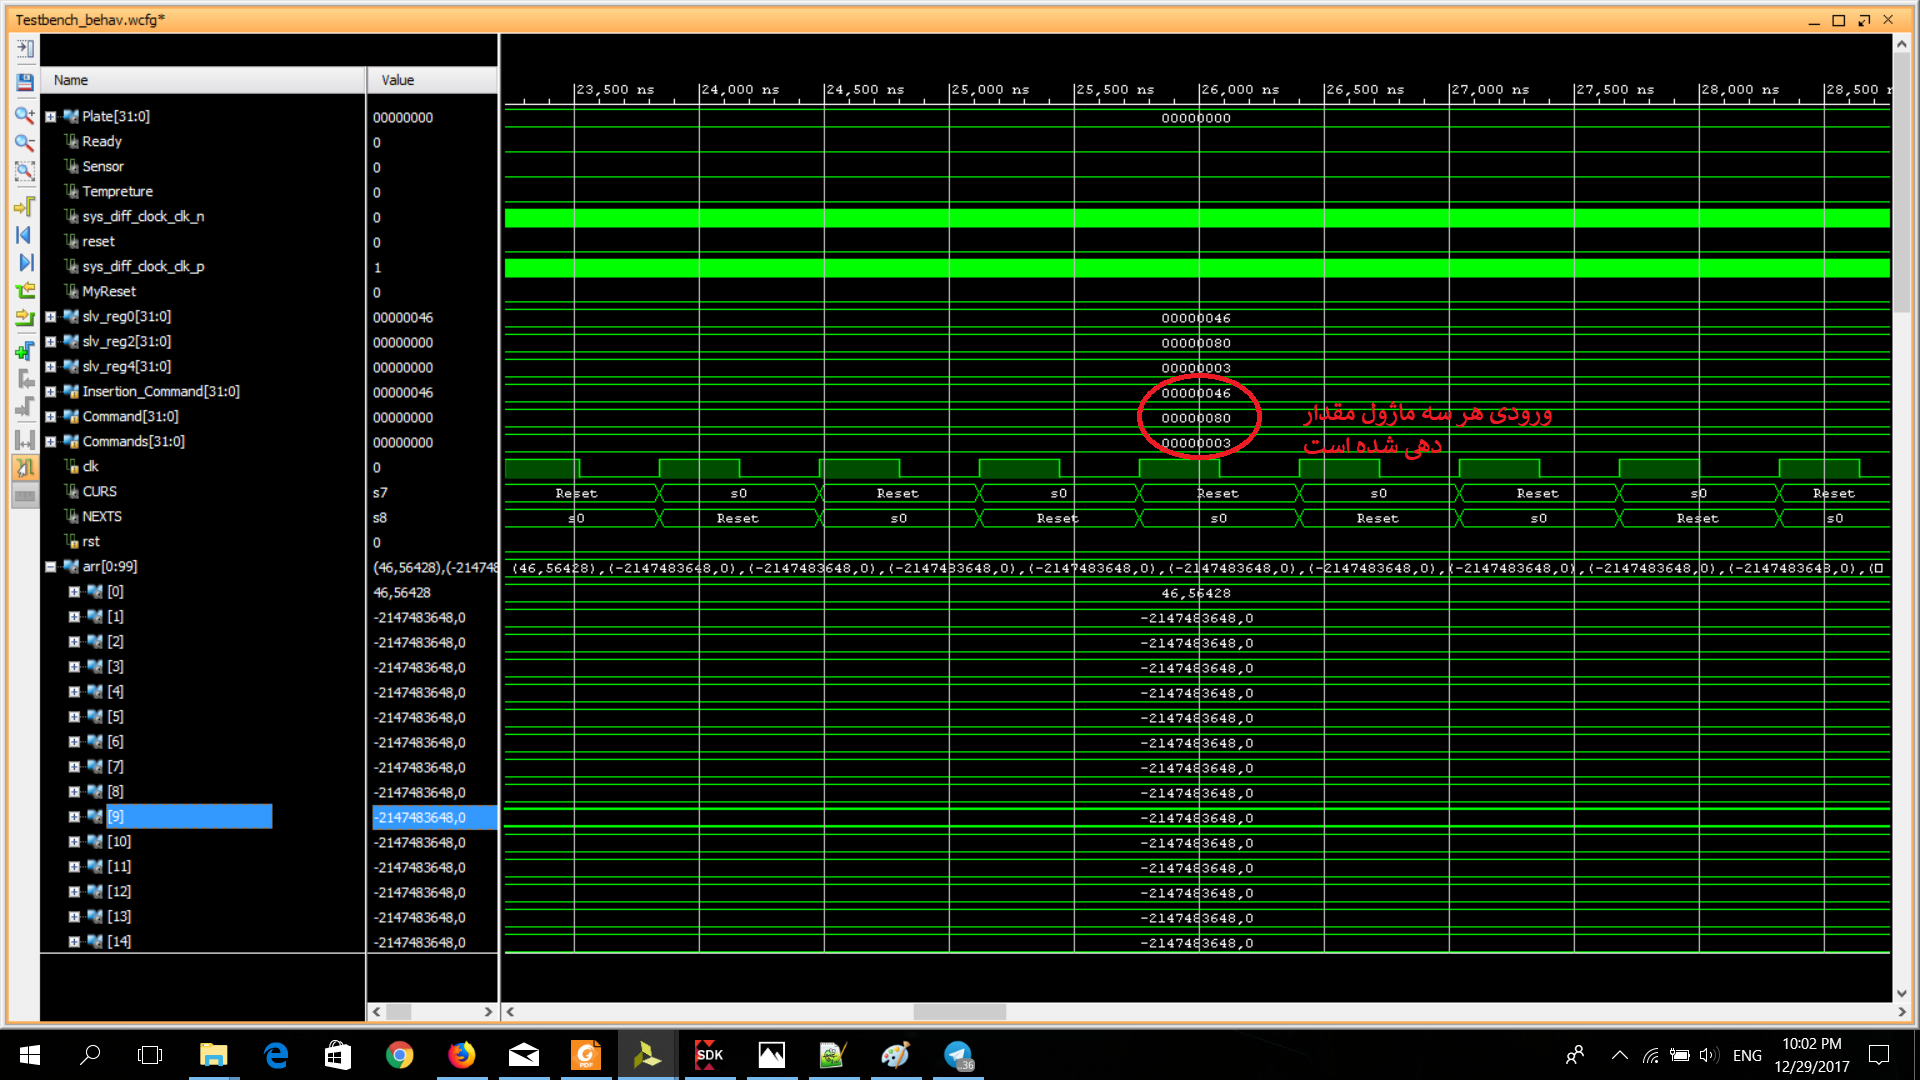 Testbench_behav.wcfg*
Name Value
23,500 ns 24,000 ns 24,500 ns 25,000 ns 25,500 ns 26,000 ns 26,500 ns 27,000 ns 27,500 ns 28,000 ns 28,500
Plate[31:0] 00000000 00000000
Ready 0
Sensor 0
Tempreture 0
sys_diff_clock_clk_n 0
reset 0
sys_diff_clock_clk_p 1
MyReset 0
slv_reg0[31:0] 00000046 00000046
slv_reg2[31:0] 00000000 00000080
slv_reg4[31:0] 00000000 00000003
Insertion_Command[31:0] 00000046 00000046
Command[31:0] 00000000 00000080 ورودی هر سه ماژول مقدار
Commands[31:0] 00000000 00000003 دهی شده است
clk 0
CURS s7 Reset s0 Reset s0 Reset s0 Reset s0 Reset
NEXTS s8 s0 Reset s0 Reset s0 Reset s0 Reset s0
rst 0
arr[0:99] (46,56428),(-21474 (46,56428),(-2147483648,0),(-2147483648,0),(-2147483648,0),(-2147483648,0),(-2147483648,0),(-2147483648,0),(-2147483648,0),(-2147483648,0),(-2147483648,0),(
[0] 46,56428 46,56428
[1] -2147483648,0 -2147483648,0
[2] -2147483648,0 -2147483648,0
[3] -2147483648,0 -2147483648,0
[4] -2147483648,0 -2147483648,0
[5] -2147483648,0 -2147483648,0
[6] -2147483648,0 -2147483648,0
[7] -2147483648,0 -2147483648,0
[8] -2147483648,0 -2147483648,0
[9] -2147483648,0 -2147483648,0
[10] -2147483648,0 -2147483648,0
[11] -2147483648,0 -2147483648,0
[12] -2147483648,0 -2147483648,0
[13] -2147483648,0 -2147483648,0
[14] -2147483648,0 -2147483648,0
PDF SDK 36 ENG 10:02 PM
12/29/2017